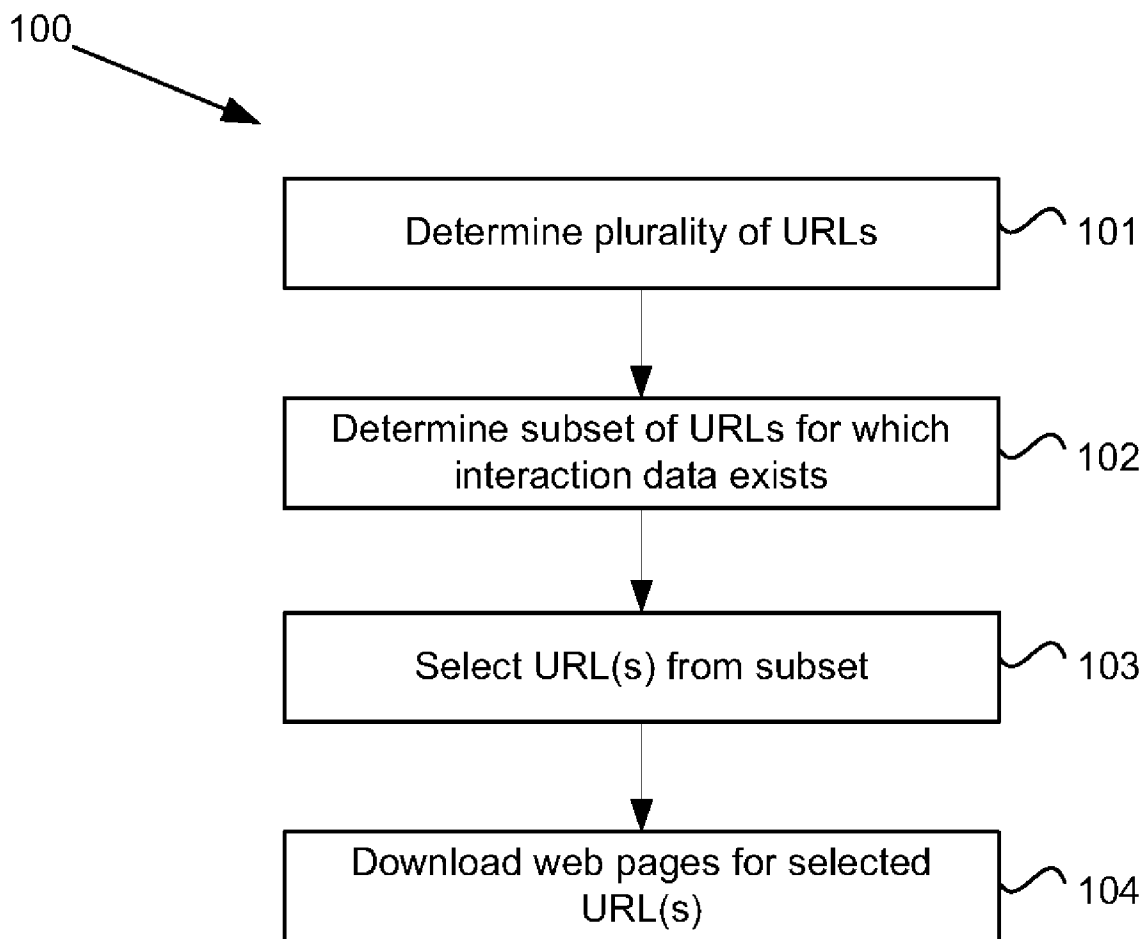 100
Determine plurality of URLs
101
Determine subset of URLs for which
interaction data exists
102
Select URL(s) from subset
103
Download web pages for selected
URL(s)
104